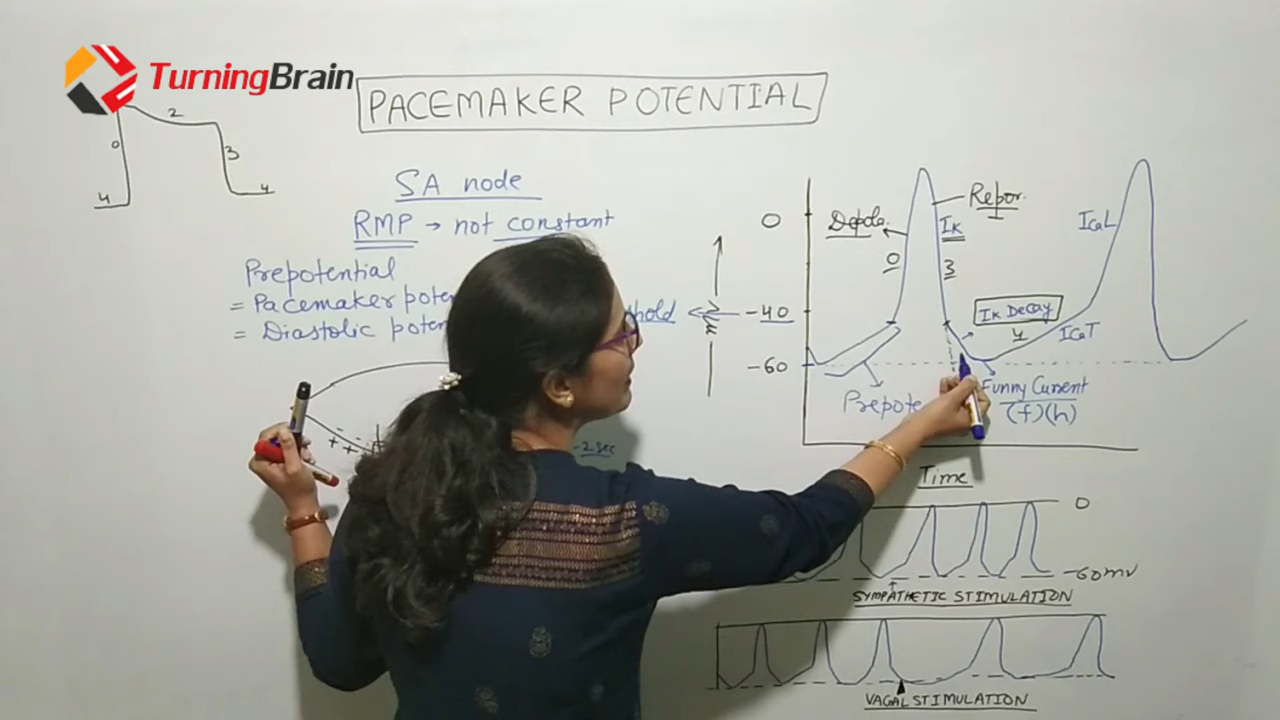 TurningBrain
PACEMAKER POTENTIAL
0
2
3
4
4
SA node
RMP → not constant
Prepotential
= Pacemaker poten
= Diastolic poten
hold
+ +
-2sec
0
-40
-60
Depola.
0
Repor.
IK
3
IK Decay
4
ICaL
ICaT
Prepote
Funny Current
(f)(h)
Time
0
-60mv
SYMPATHETIC STIMULATION
VAGAL STIMULATION